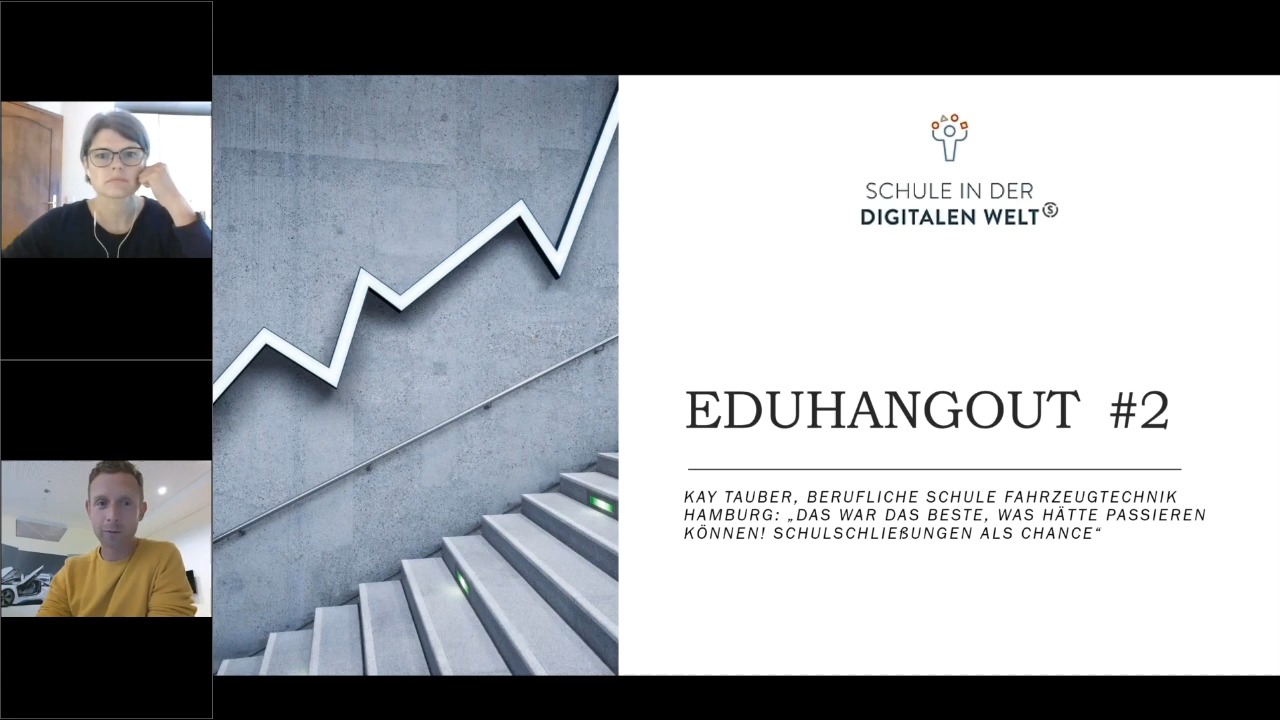 SCHULE IN DER
DIGITALEN WELT Ⓢ
EDUHANGOUT #2
KAY TAUBER, BERUFLICHE SCHULE FAHRZEUGTECHNIK
HAMBURG: „DAS WAR DAS BESTE, WAS HÄTTE PASSIEREN
KÖNNEN! SCHULSCHLIEßUNGEN ALS CHANCE“